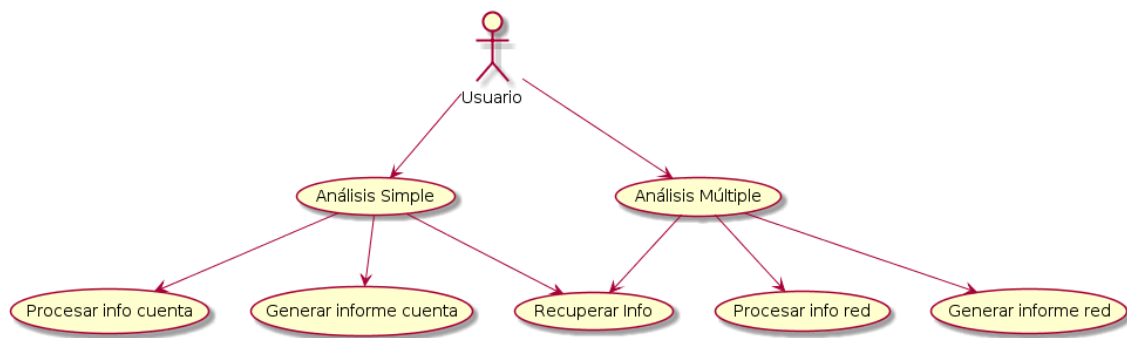 Usuario
Análisis Simple
Análisis Múltiple
Procesar info cuenta
Generar informe cuenta
Recuperar Info
Procesar info red
Generar informe red